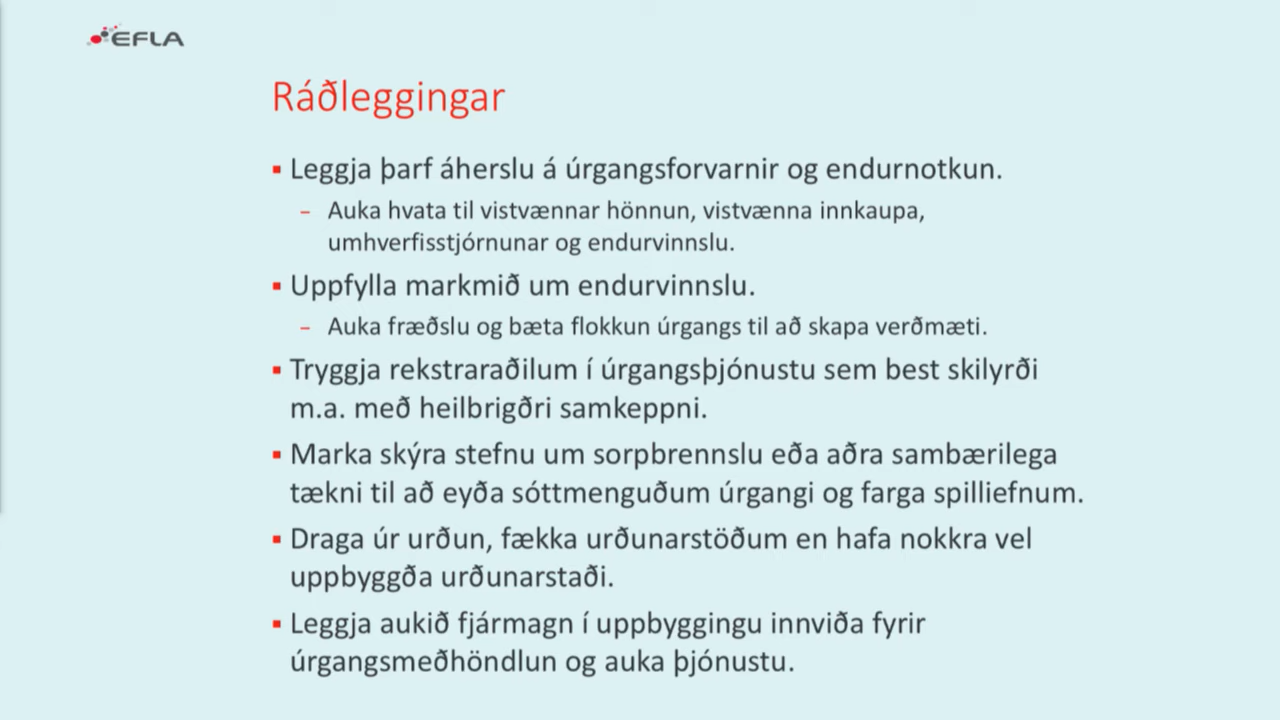 EFLA
Ráðleggingar
▪ Leggja þarf áherslu á úrgangsforvarnir og endurnotkun.
– Auka hvata til vistvænnar hönnun, vistvænna innkaupa,
umhverfisstjórnunar og endurvinnslu.
▪ Uppfylla markmið um endurvinnslu.
– Auka fræðslu og bæta flokkun úrgangs til að skapa verðmæti.
▪ Tryggja rekstraraðilum í úrgangsþjónustu sem best skilyrði
m.a. með heilbrigðri samkeppni.
▪ Marka skýra stefnu um sorpbrennslu eða aðra sambærilega
tækni til að eyða sóttmenguðum úrgangi og farga spilliefnum.
▪ Draga úr urðun, fækka urðunarstöðum en hafa nokkra vel
uppbyggða urðunarstaði.
▪ Leggja aukið fjármagn í uppbyggingu innviða fyrir
úrgangsmeðhöndlun og auka þjónustu.